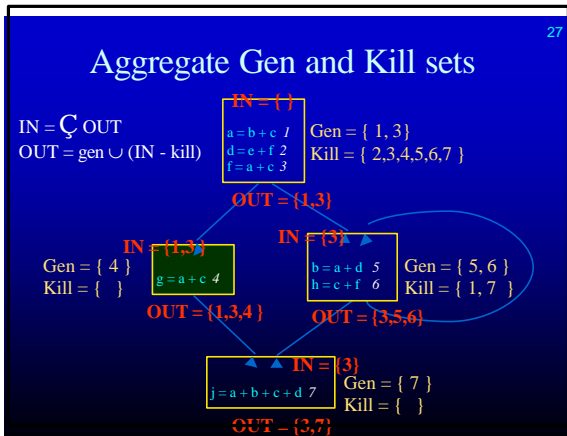 27
Aggregate Gen and Kill sets
IN = Ç OUT
OUT = gen ∪ (IN - kill)
IN = { }
a = b + c 1
d = e + f 2
f = a + c 3
Gen = { 1, 3}
Kill = { 2,3,4,5,6,7 }
OUT = {1,3}
IN = {1,3}
Gen = { 4 }
Kill = { }
g = a + c 4
OUT = {1,3,4 }
IN = {3}
b = a + d 5
h = c + f 6
Gen = { 5, 6 }
Kill = { 1, 7 }
OUT = {3,5,6}
IN = {3}
j = a + b + c + d 7
Gen = { 7 }
Kill = { }
OUT = {3,7}